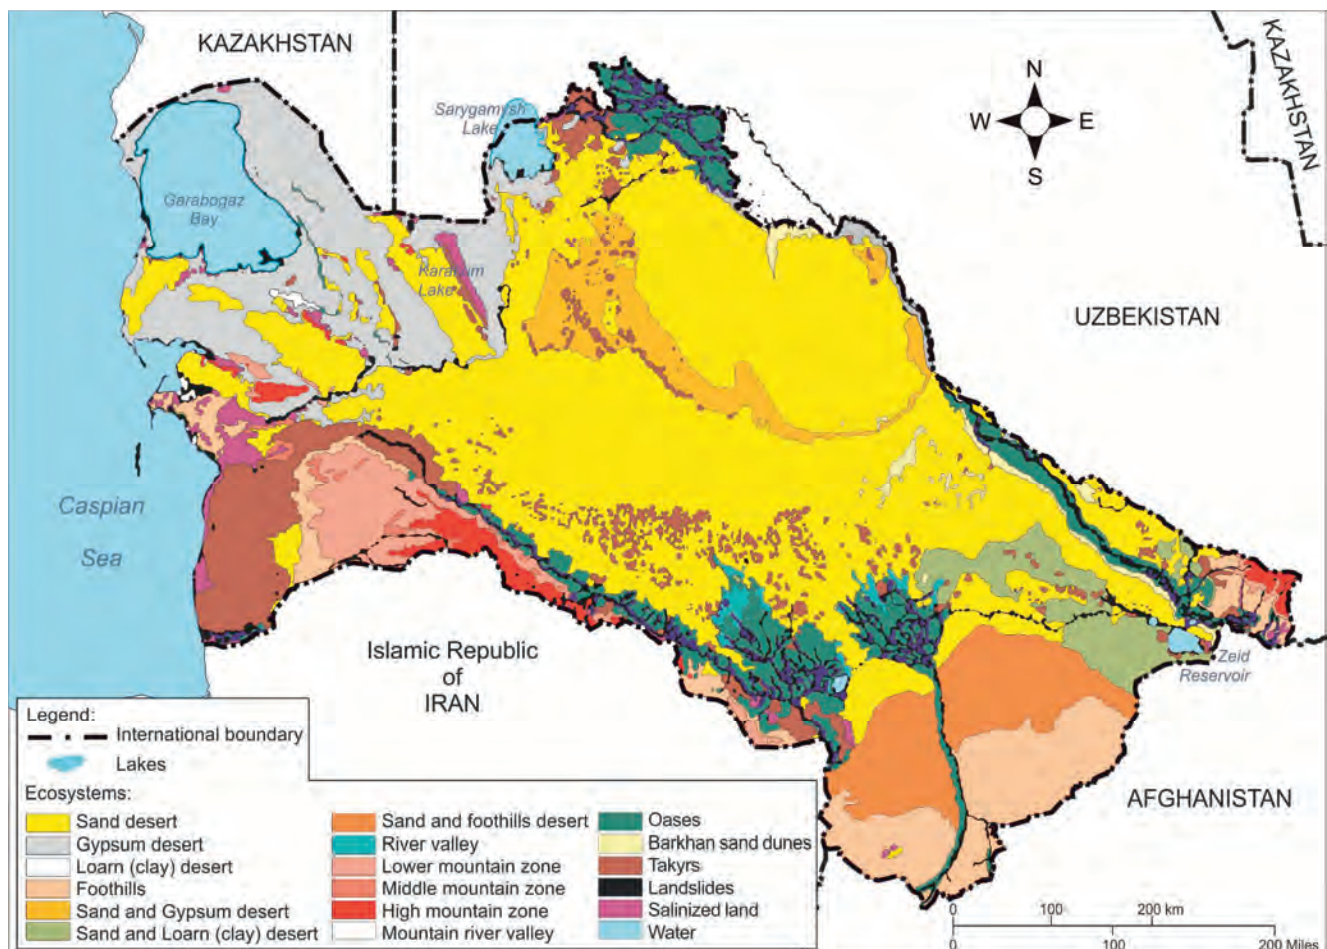 KAZAKHSTAN
KAZAKHSTAN
N
W
E
S
Sarygamysh
Lake
Garabogaz
Bay
Karakum
Lake
UZBEKISTAN
Caspian
Sea
Islamic Republic
of
IRAN
Zeid
Reservoir
AFGHANISTAN
Legend:
International boundary
Lakes
Ecosystems:
Sand desert
Gypsum desert
Loarn (clay) desert
Foothills
Sand and Gypsum desert
Sand and Loarn (clay) desert
Sand and foothills desert
River valley
Lower mountain zone
Middle mountain zone
High mountain zone
Mountain river valley
Oases
Barkhan sand dunes
Takyrs
Landslides
Salinized land
Water
0 100 200 km
0 100 200 Miles